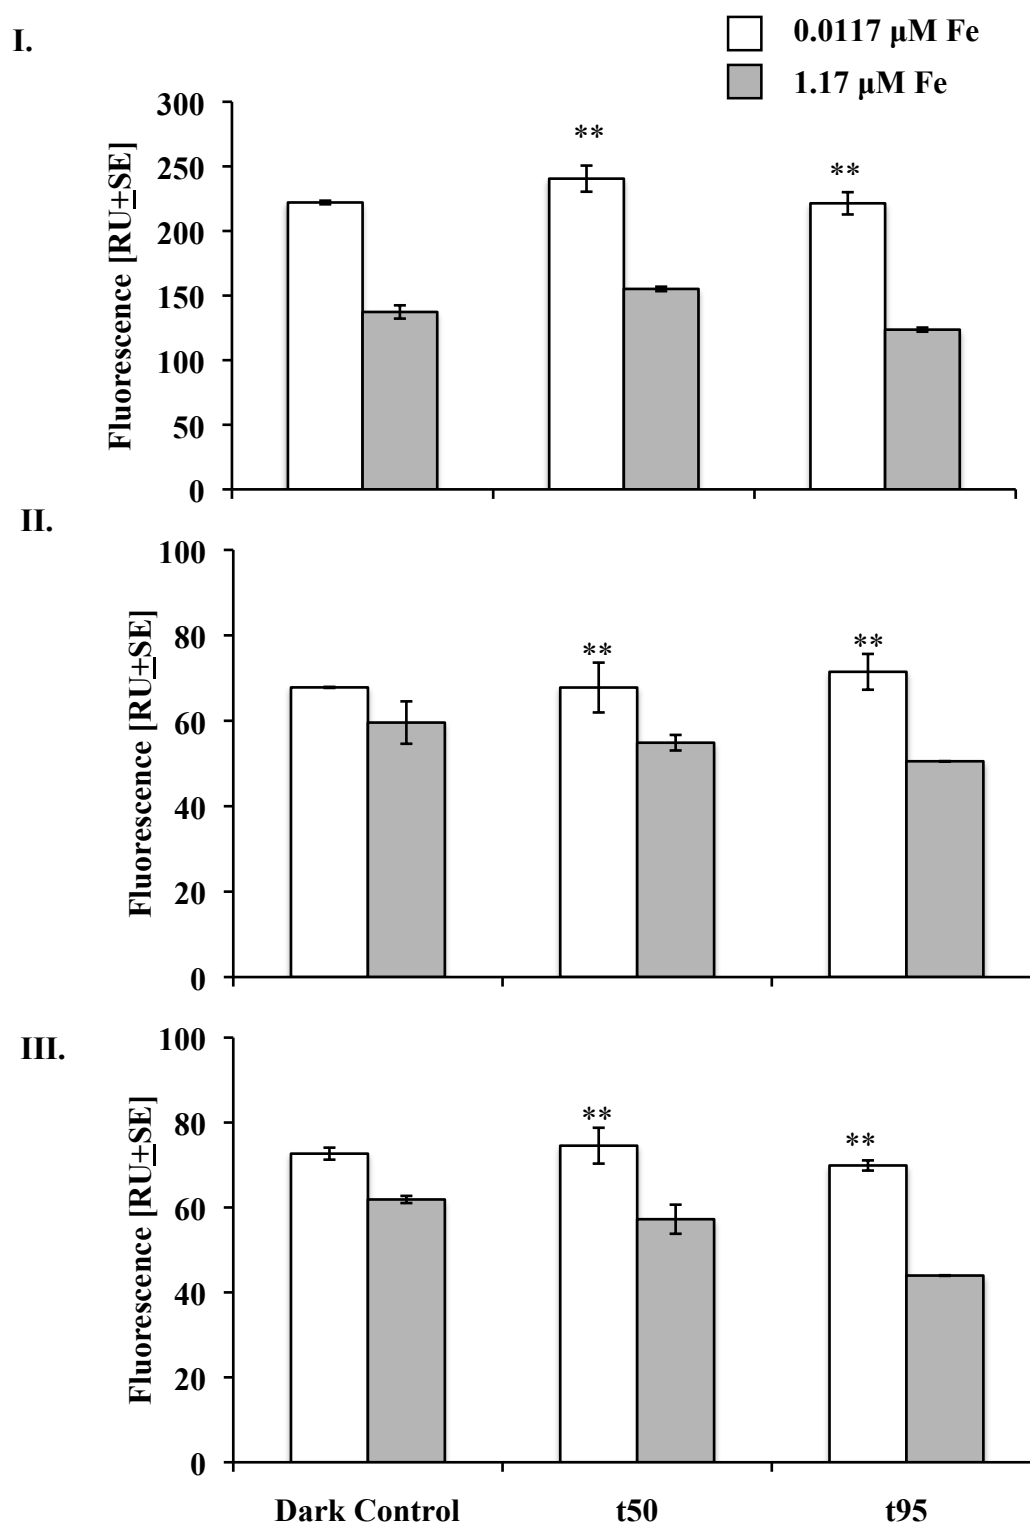 I.
0.0117 μM Fe
1.17 μM Fe
Fluorescence [RU±SE]
300
250
200
150
100
50
0
**
**
II.
Fluorescence [RU±SE]
100
80
60
40
20
0
**
**
III.
Fluorescence [RU±SE]
100
80
60
40
20
0
**
**
Dark Control t50 t95